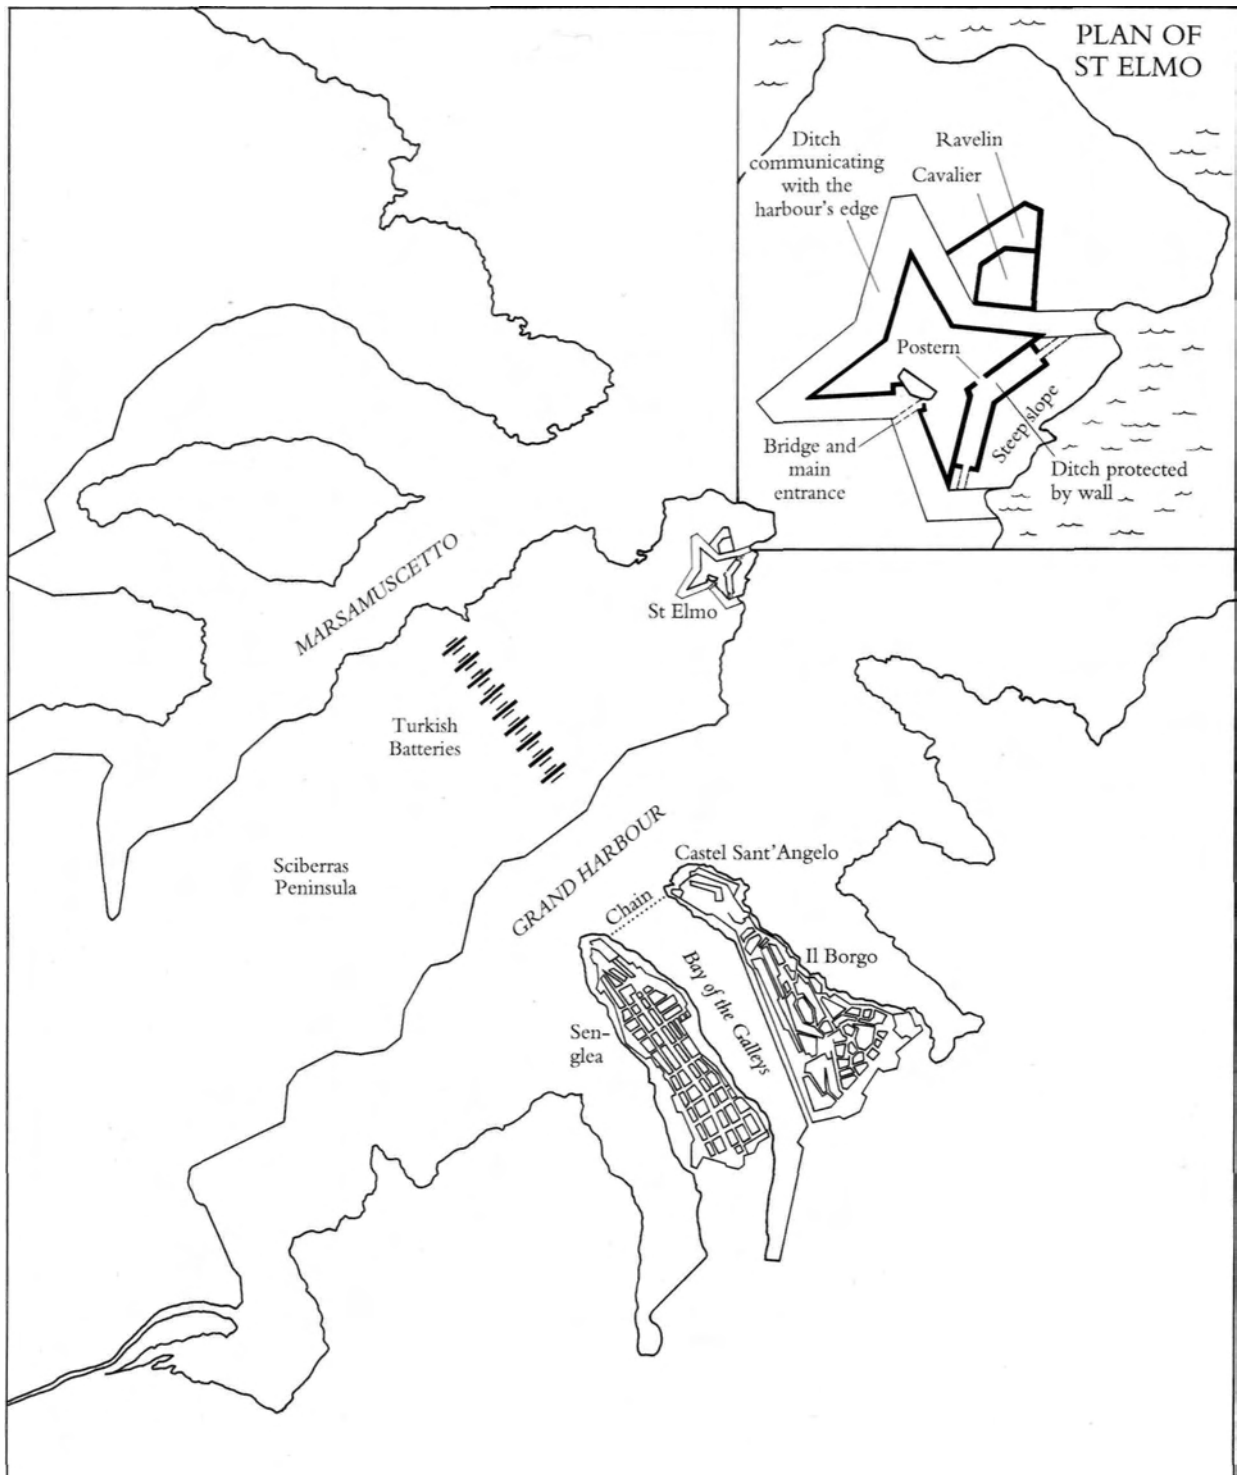 PLAN OF
ST ELMO
Ditch
communicating
with the
harbour's edge
Ravelin
Cavalier
Postern
Steep slope
Bridge and
main
entrance
Ditch protected
by wall
MARSAMUSCETTO
St Elmo
Turkish
Batteries
Sciberras
Peninsula
GRAND HARBOUR
Castel Sant'Angelo
Chain
Il Borgo
Bay of the Galleys
Sen-
glea